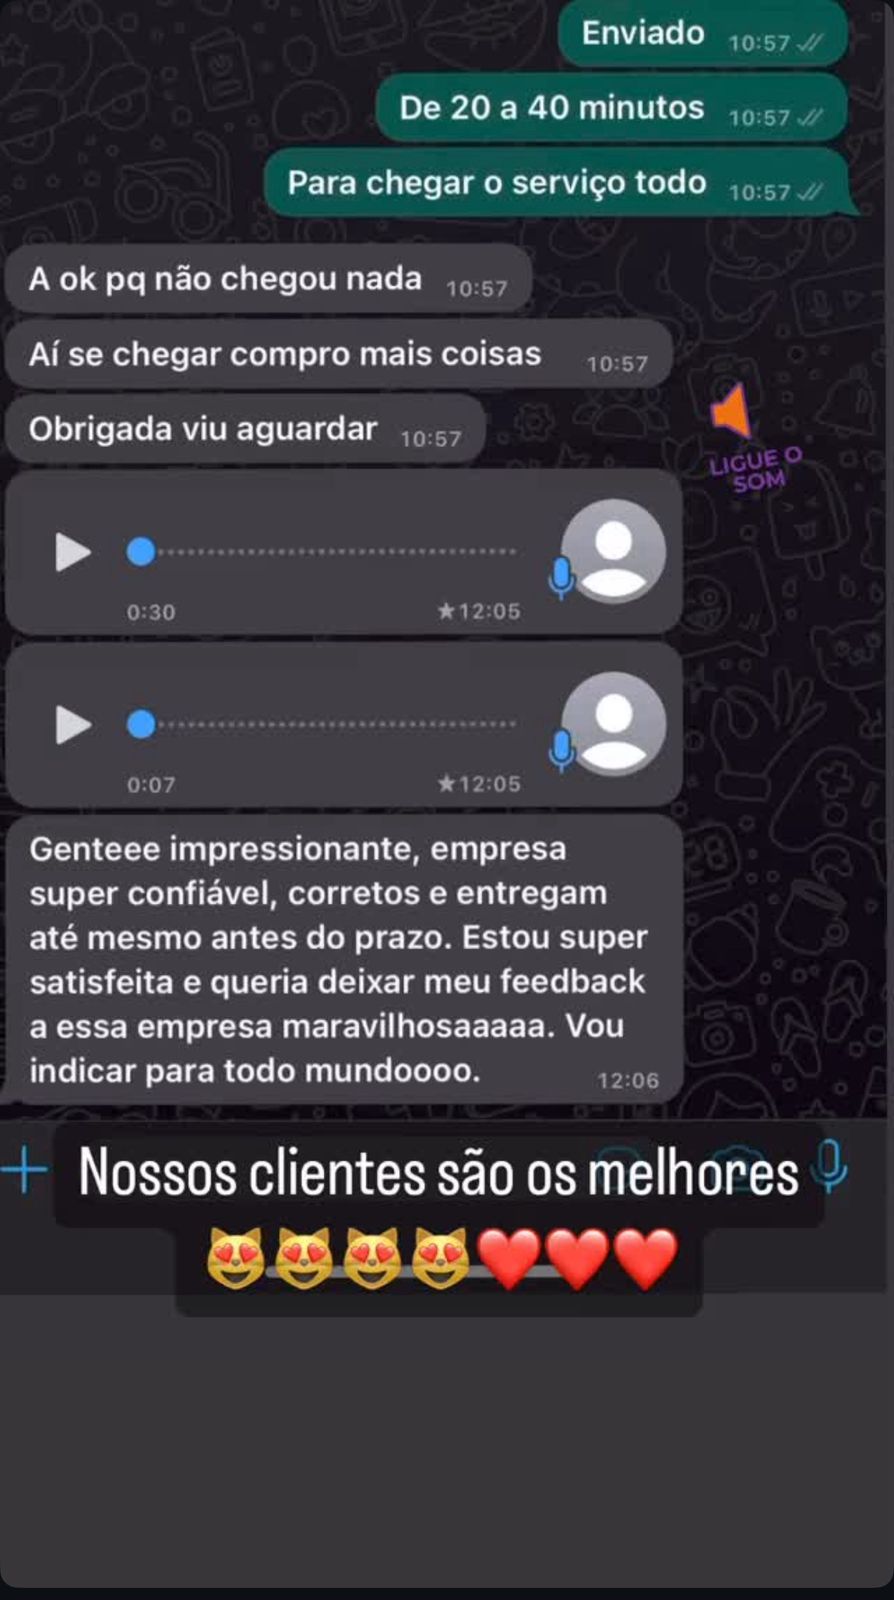 Enviado 10:57
De 20 a 40 minutos 10:57
Para chegar o serviço todo 10:57
A ok pq não chegou nada 10:57
Aí se chegar compro mais coisas 10:57
Obrigada viu aguardar 10:57
LIGUE O
SOM
0:30 ★12:05
0:07 ★12:05
Genteee impressionante, empresa
super confiável, corretos e entregam
até mesmo antes do prazo. Estou super
satisfeita e queria deixar meu feedback
a essa empresa maravilhosaaaaa. Vou
indicar para todo mundoooo. 12:06
Nossos clientes são os melhores
😻😻😻😻❤️❤️❤️